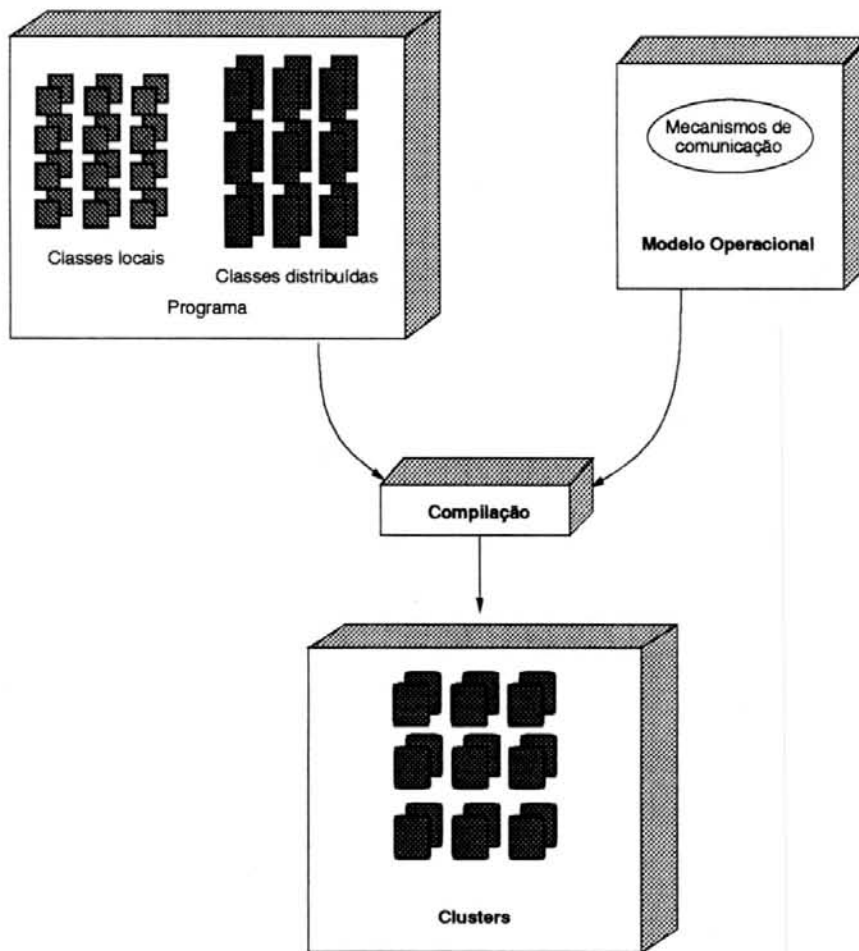 Classes locais
Classes distribuídas
Programa
Mecanismos de
comunicação
Modelo Operacional
Compilação
Clusters